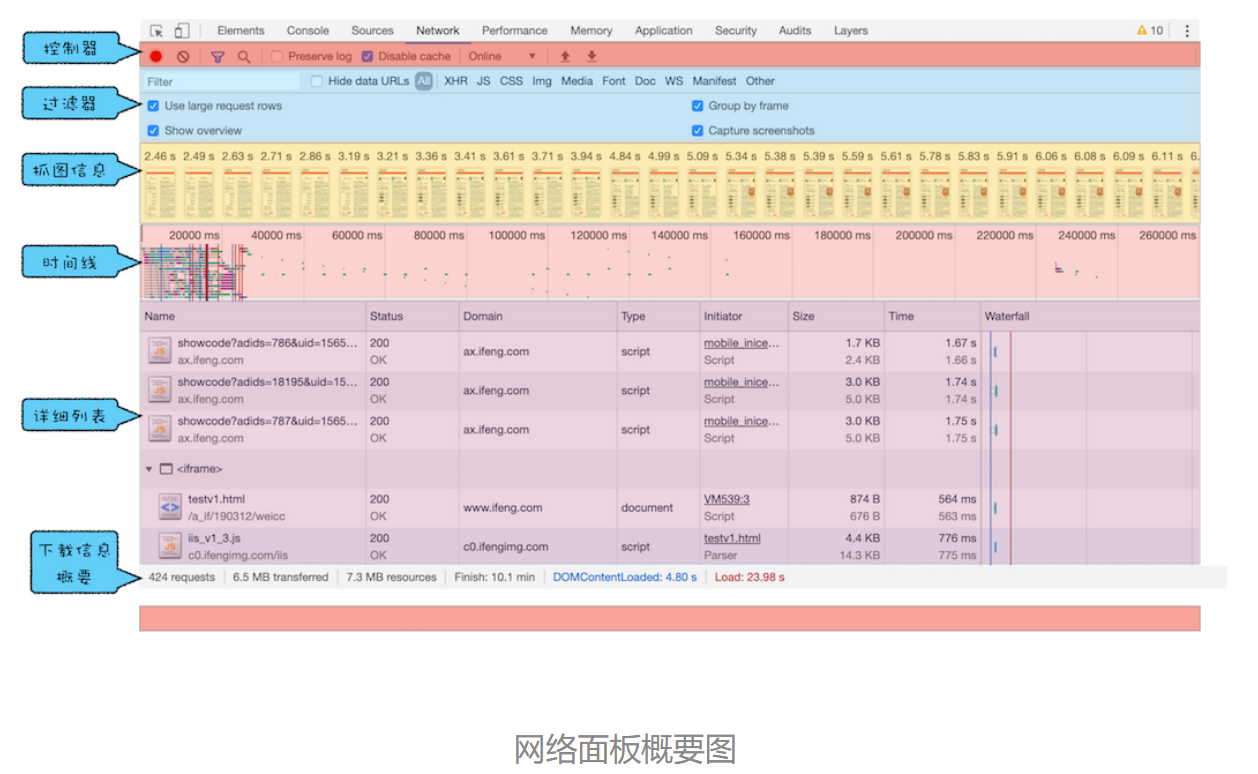 Elements Console Sources Network Performance Memory Application Security Audits Layers 10
控制器
Preserve log Disable cache Online
Filter Hide data URLs All XHR JS CSS Img Media Font Doc WS Manifest Other
过滤器
Use large request rows Group by frame
Show overview Capture screenshots
2.46 s 2.49 s 2.63 s 2.71 s 2.86 s 3.19 s 3.21 s 3.36 s 3.41 s 3.61 s 3.71 s 3.94 s 4.84 s 4.99 s 5.09 s 5.34 s 5.38 s 5.39 s 5.59 s 5.61 s 5.78 s 5.83 s 5.91 s 6.06 s 6.08 s 6.09 s 6.11 s 6.
抓图信息
20000 ms 40000 ms 60000 ms 80000 ms 100000 ms 120000 ms 140000 ms 160000 ms 180000 ms 200000 ms 220000 ms 240000 ms 260000 ms
时间线
Name Status Domain Type Initiator Size Time Waterfall
showcode?adids=786&uid=1565... 200 ax.ifeng.com script mobile_inice... 1.7 KB 1.67 s
ax.ifeng.com OK Script 2.4 KB 1.66 s
showcode?adids=18195&uid=15... 200 ax.ifeng.com script mobile_inice... 3.0 KB 1.74 s
ax.ifeng.com OK Script 5.0 KB 1.74 s
详细列表
showcode?adids=787&uid=1565... 200 ax.ifeng.com script mobile_inice... 3.0 KB 1.75 s
ax.ifeng.com OK Script 5.0 KB 1.75 s
<iframe>
testv1.html 200 www.ifeng.com document VM539:3 874 B 564 ms
/a_if/190312/weicc OK Script 676 B 563 ms
iis_v1_3.js 200 c0.ifengimg.com script testv1.html 4.4 KB 776 ms
c0.ifengimg.com/iis OK Parser 14.3 KB 775 ms
下载信息
概要
424 requests 6.5 MB transferred 7.3 MB resources Finish: 10.1 min DOMContentLoaded: 4.80 s Load: 23.98 s
网络面板概要图